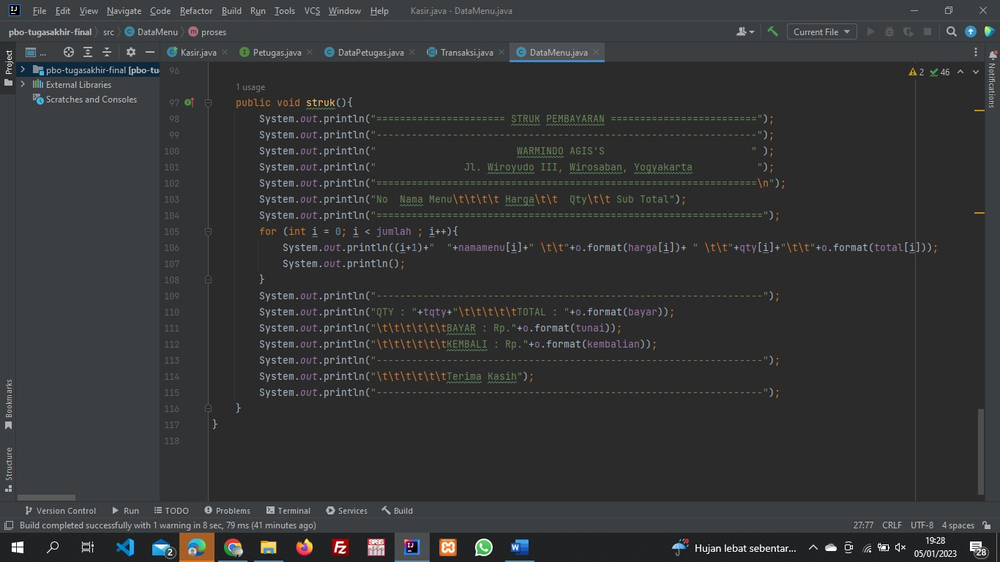 File Edit View Navigate Code Refactor Build Run Tools VCS Window Help Kasir.java - DataMenu.java
pbo-tugasakhir-final src DataMenu proses Current File
Project ... Kasir.java Petugas.java DataPetugas.java Transaksi.java DataMenu.java
pbo-tugasakhir-final [pbo-tu
External Libraries
Scratches and Consoles
Notifications
2 46
96
1 usage
97 public void struk(){
98 System.out.println("====================== STRUK PEMBAYARAN =========================");
99 System.out.println("-----------------------------------------------------------------");
100 System.out.println("                        WARMINDO AGIS'S                         " );
101 System.out.println("               Jl. Wiroyudo III, Wirosaban, Yogyakarta           ");
102 System.out.println("=================================================================\n");
103 System.out.println("No  Nama Menu\t\t\t\t Harga\t\t  Qty\t\t Sub Total");
104 System.out.println("==================================================================");
105 for (int i = 0; i < jumlah ; i++){
106 System.out.println((i+1)+"  "+namamenu[i]+" \t\t"+o.format(harga[i])+ " \t\t"+qty[i]+"\t\t"+o.format(total[i]));
107 System.out.println();
108 }
109 System.out.println("------------------------------------------------------------------");
110 System.out.println("QTY : "+tqty+"\t\t\t\t\tTOTAL : "+o.format(bayar));
111 System.out.println("\t\t\t\t\t\tBAYAR : Rp."+o.format(tunai));
112 System.out.println("\t\t\t\t\t\tKEMBALI : Rp."+o.format(kembalian));
113 System.out.println("------------------------------------------------------------------");
114 System.out.println("\t\t\t\t\t\tTerima Kasih");
115 System.out.println("------------------------------------------------------------------");
116 }
117 }
118
Bookmarks
Structure
Version Control Run TODO Problems Terminal Services Build
Build completed successfully with 1 warning in 8 sec, 79 ms (41 minutes ago) 27:77 CRLF UTF-8 4 spaces
2 Hujan lebat sebentar... 19:28
05/01/2023 28